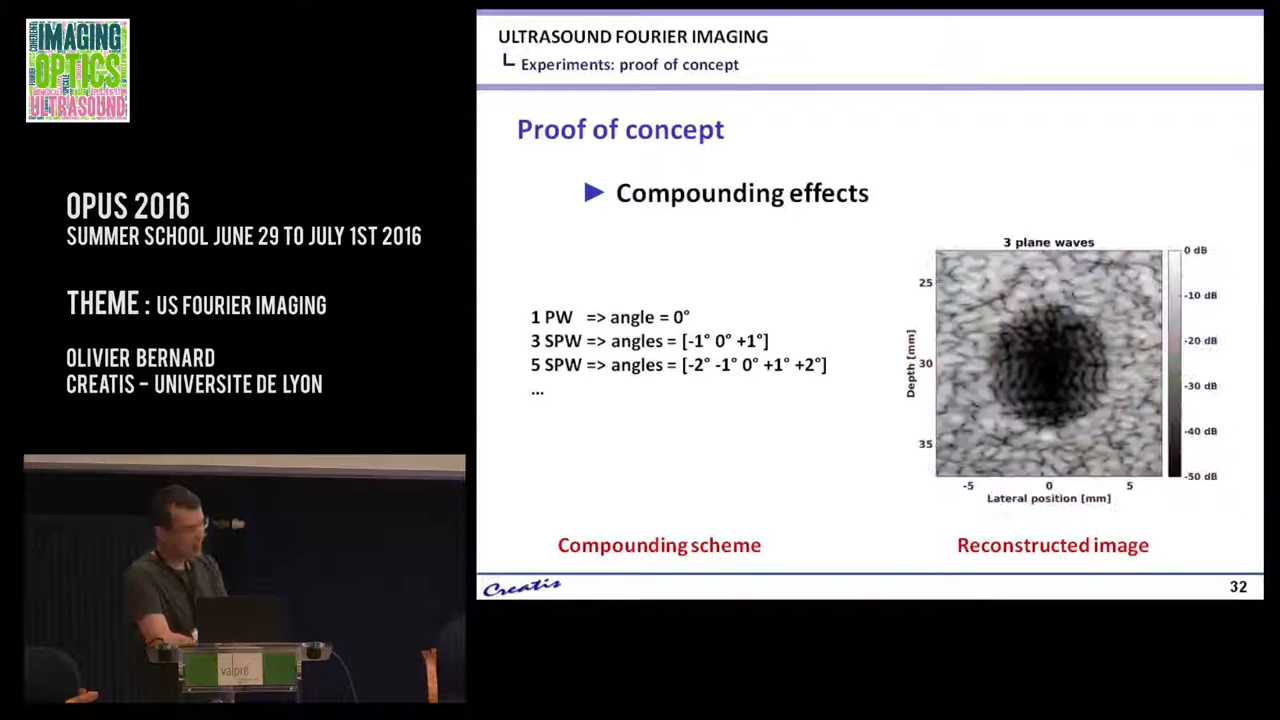 COHERENT
IMAGING
OPTICS
ULTRASOUND
OPUS 2016
SUMMER SCHOOL JUNE 29 TO JULY 1ST 2016
THEME : US FOURIER IMAGING
OLIVIER BERNARD
CREATIS - UNIVERSITE DE LYON
valpré
ULTRASOUND FOURIER IMAGING
Experiments: proof of concept
Proof of concept
Compounding effects
1 PW => angle = 0°
3 SPW => angles = [-1° 0° +1°]
5 SPW => angles = [-2° -1° 0° +1° +2°]
...
Compounding scheme
3 plane waves
Depth [mm]
25
30
35
-5 0 5
Lateral position [mm]
0 dB
-10 dB
-20 dB
-30 dB
-40 dB
-50 dB
Reconstructed image
Creatis
32